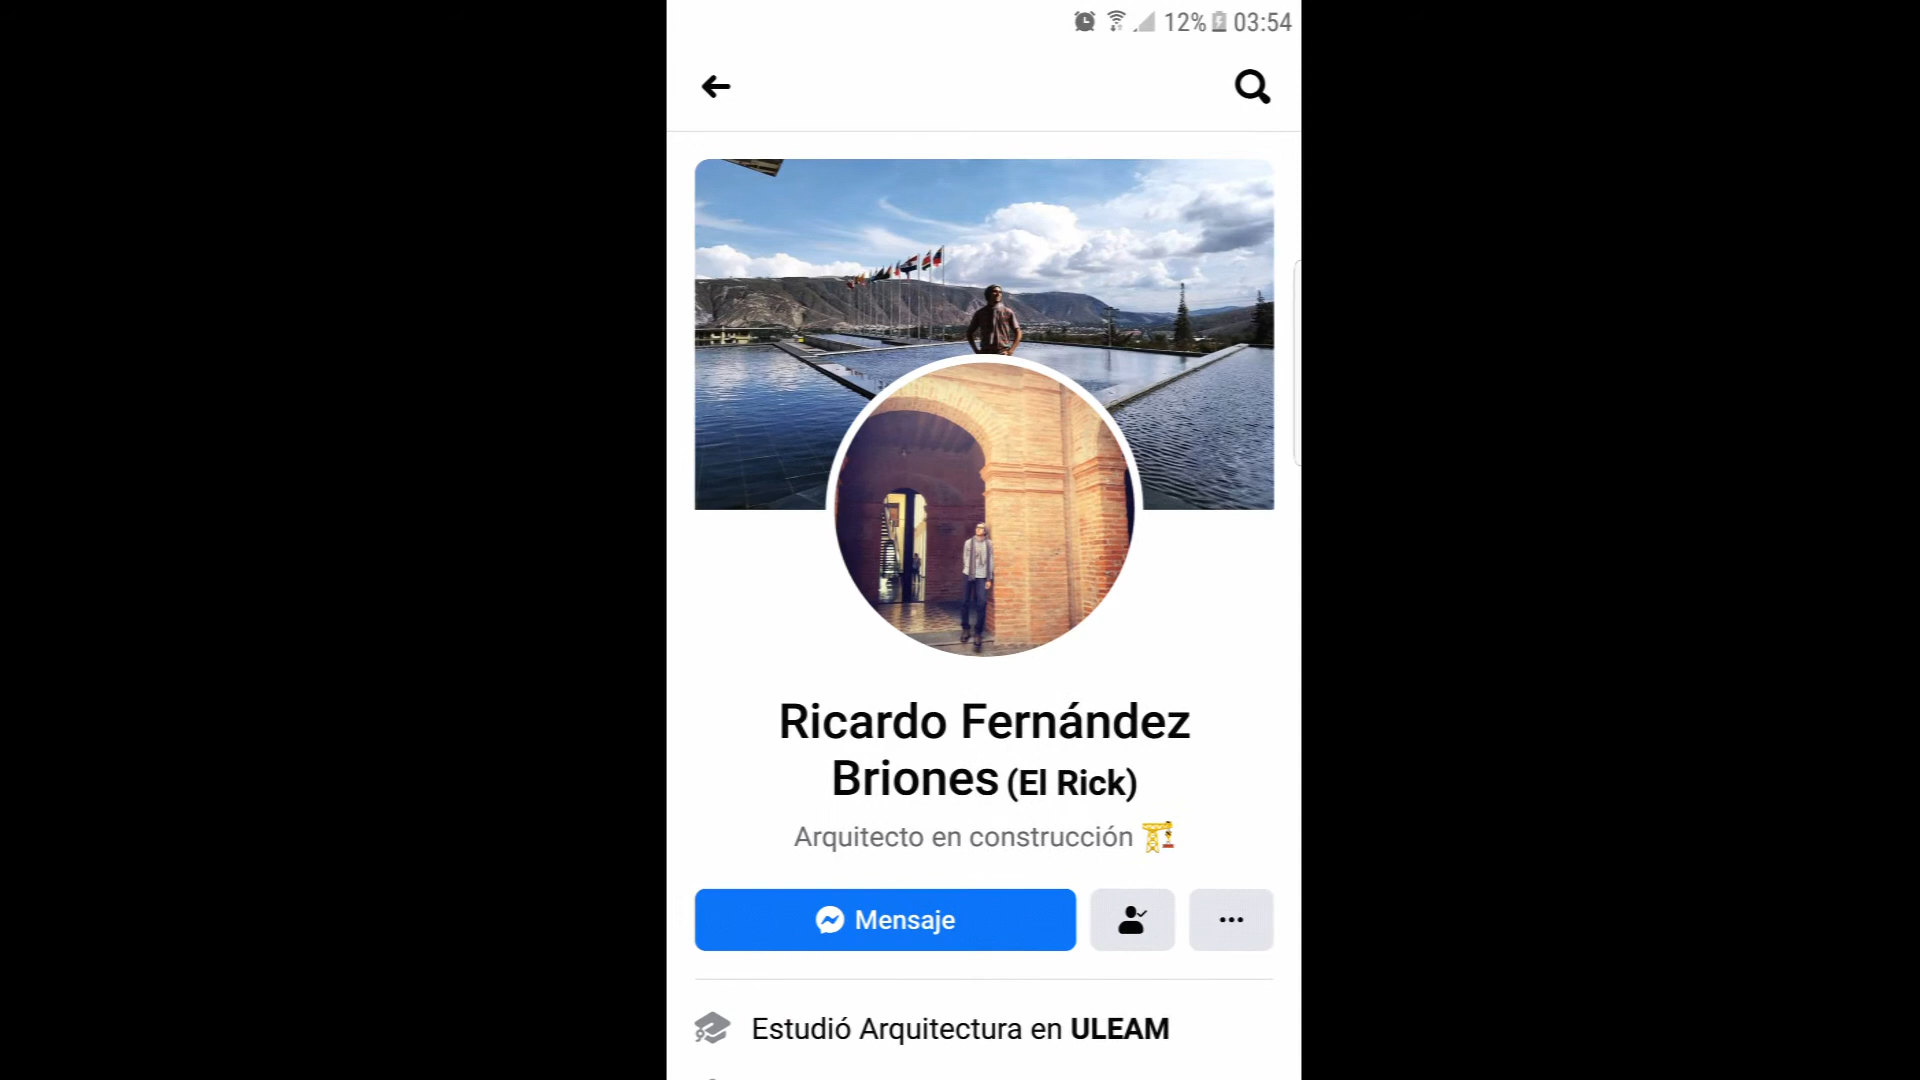 12% 03:54
Ricardo Fernández
Briones (El Rick)
Arquitecto en construcción
Mensaje
Estudió Arquitectura en ULEAM